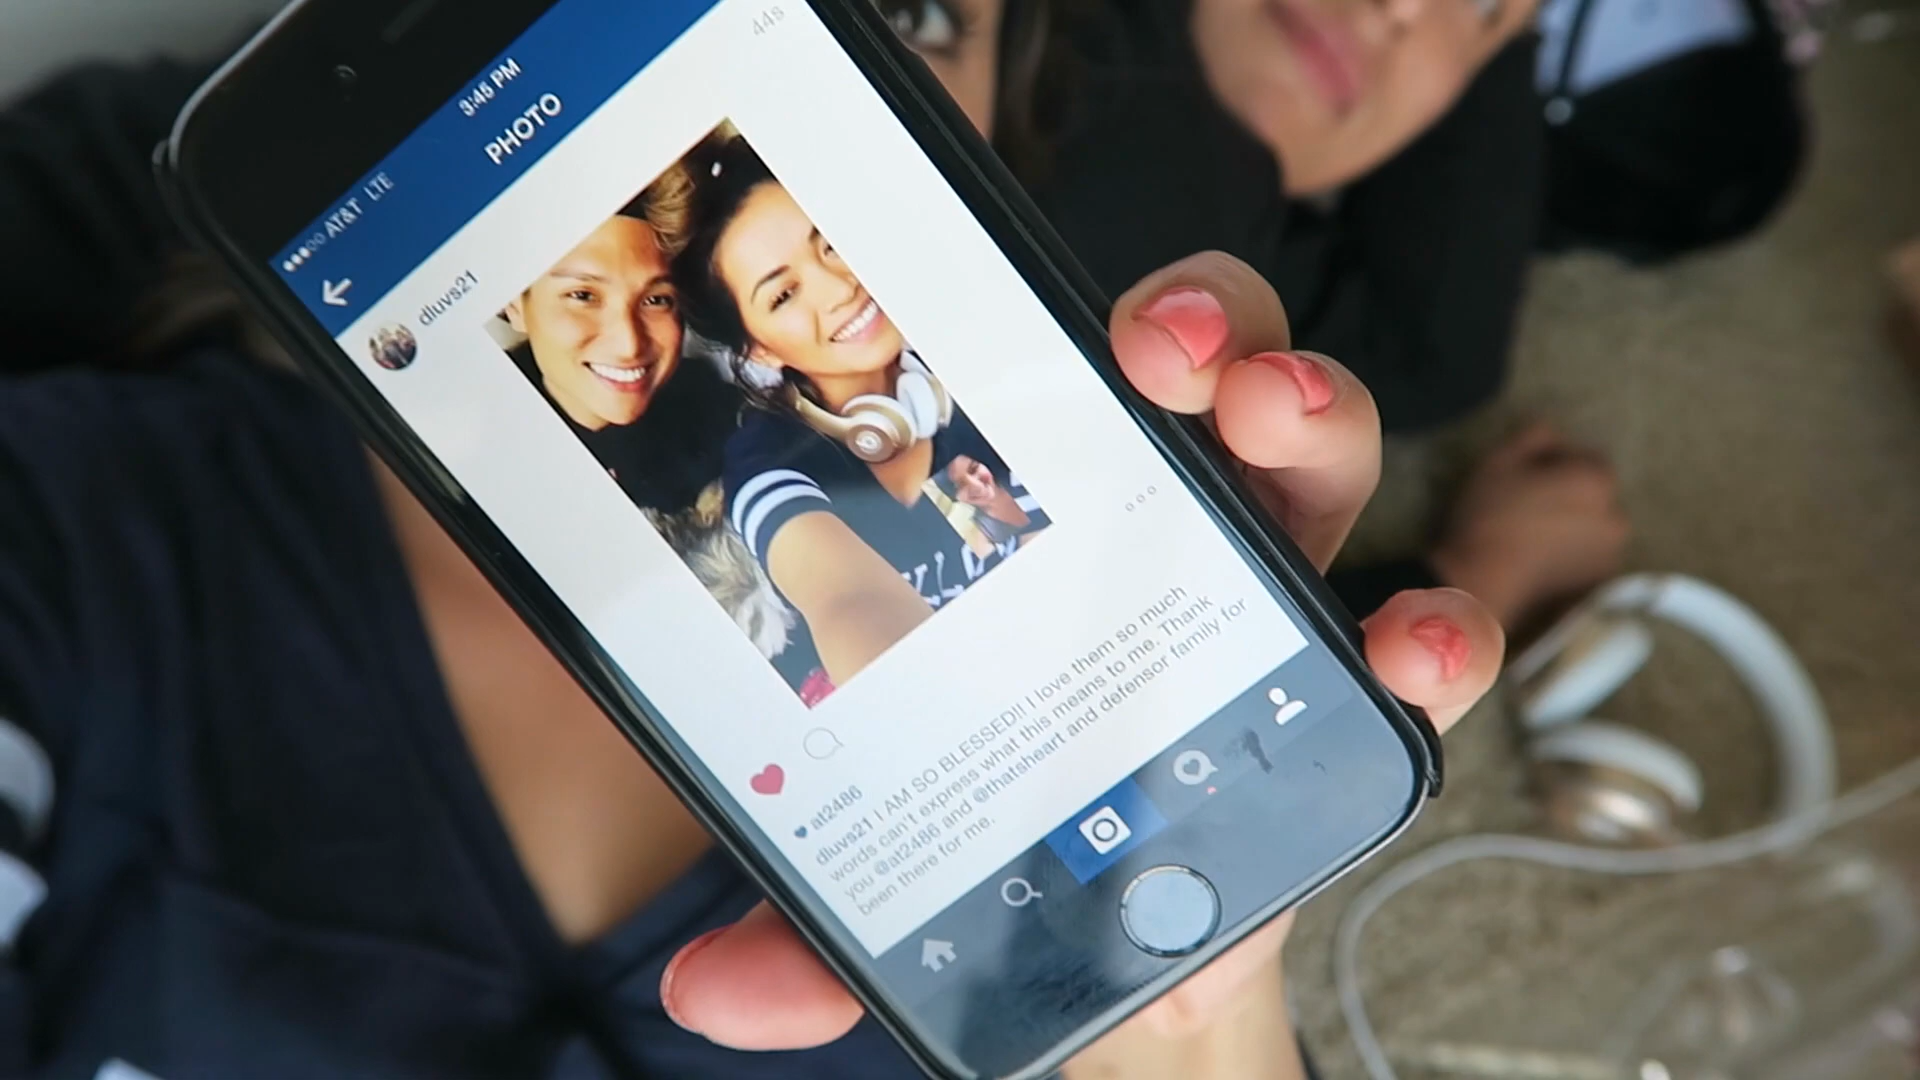 ●●●○○ AT&T LTE 3:45 PM
PHOTO
dluvs21 44s
at2486
dluvs21 I AM SO BLESSED!! I love them so much
words can't express what this means to me. Thank
you @at2486 and @thatsheart and defensor family for
been there for me.